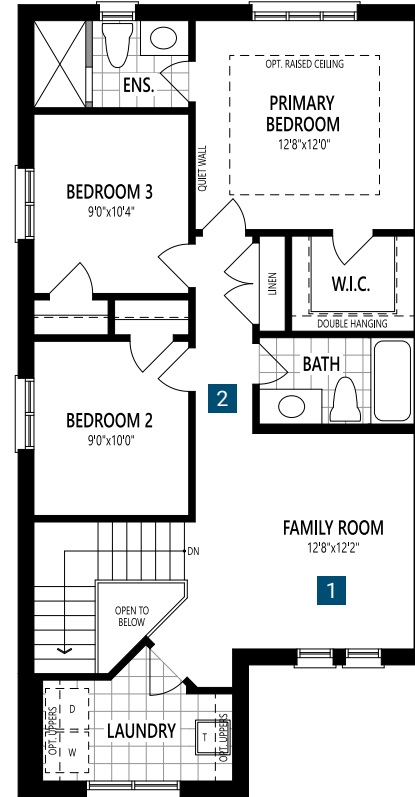 ENS.
OPT. RAISED CEILING
PRIMARY
BEDROOM
12'8"x12'0"
QUIET WALL
BEDROOM 3
9'0"x10'4"
LINEN
W.I.C.
DOUBLE HANGING
BATH
2
BEDROOM 2
9'0"x10'0"
FAMILY ROOM
12'8"x12'2"
DN
1
OPEN TO
BELOW
OPT. UPPERS
D
W
LAUNDRY
T
OPT. UPPERS